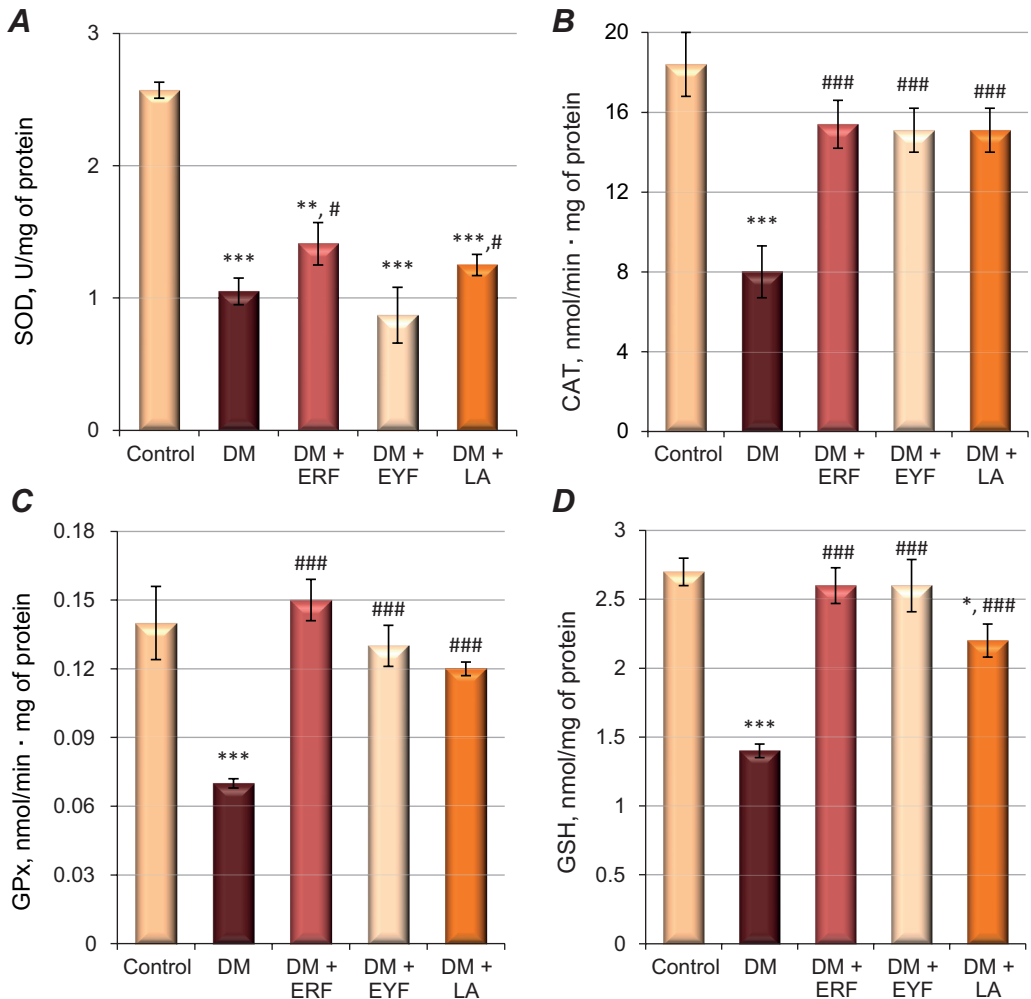 A
SOD, U/mg of protein
3
2
1
0
***
**, #
***
***,#
Control
DM
DM + ERF
DM + EYF
DM + LA
B
CAT, nmol/min · mg of protein
20
16
12
8
4
0
***
###
###
###
Control
DM
DM + ERF
DM + EYF
DM + LA
C
GPx, nmol/min · mg of protein
0.18
0.15
0.12
0.09
0.06
0.03
0
***
###
###
###
Control
DM
DM + ERF
DM + EYF
DM + LA
D
GSH, nmol/mg of protein
3
2.5
2
1.5
1
0.5
0
***
###
###
*, ###
Control
DM
DM + ERF
DM + EYF
DM + LA